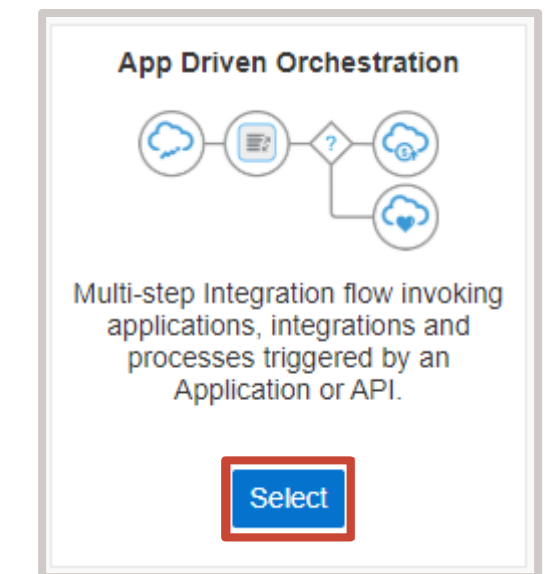 App Driven Orchestration
?
$
Multi-step Integration flow invoking
applications, integrations and
processes triggered by an
Application or API.
Select